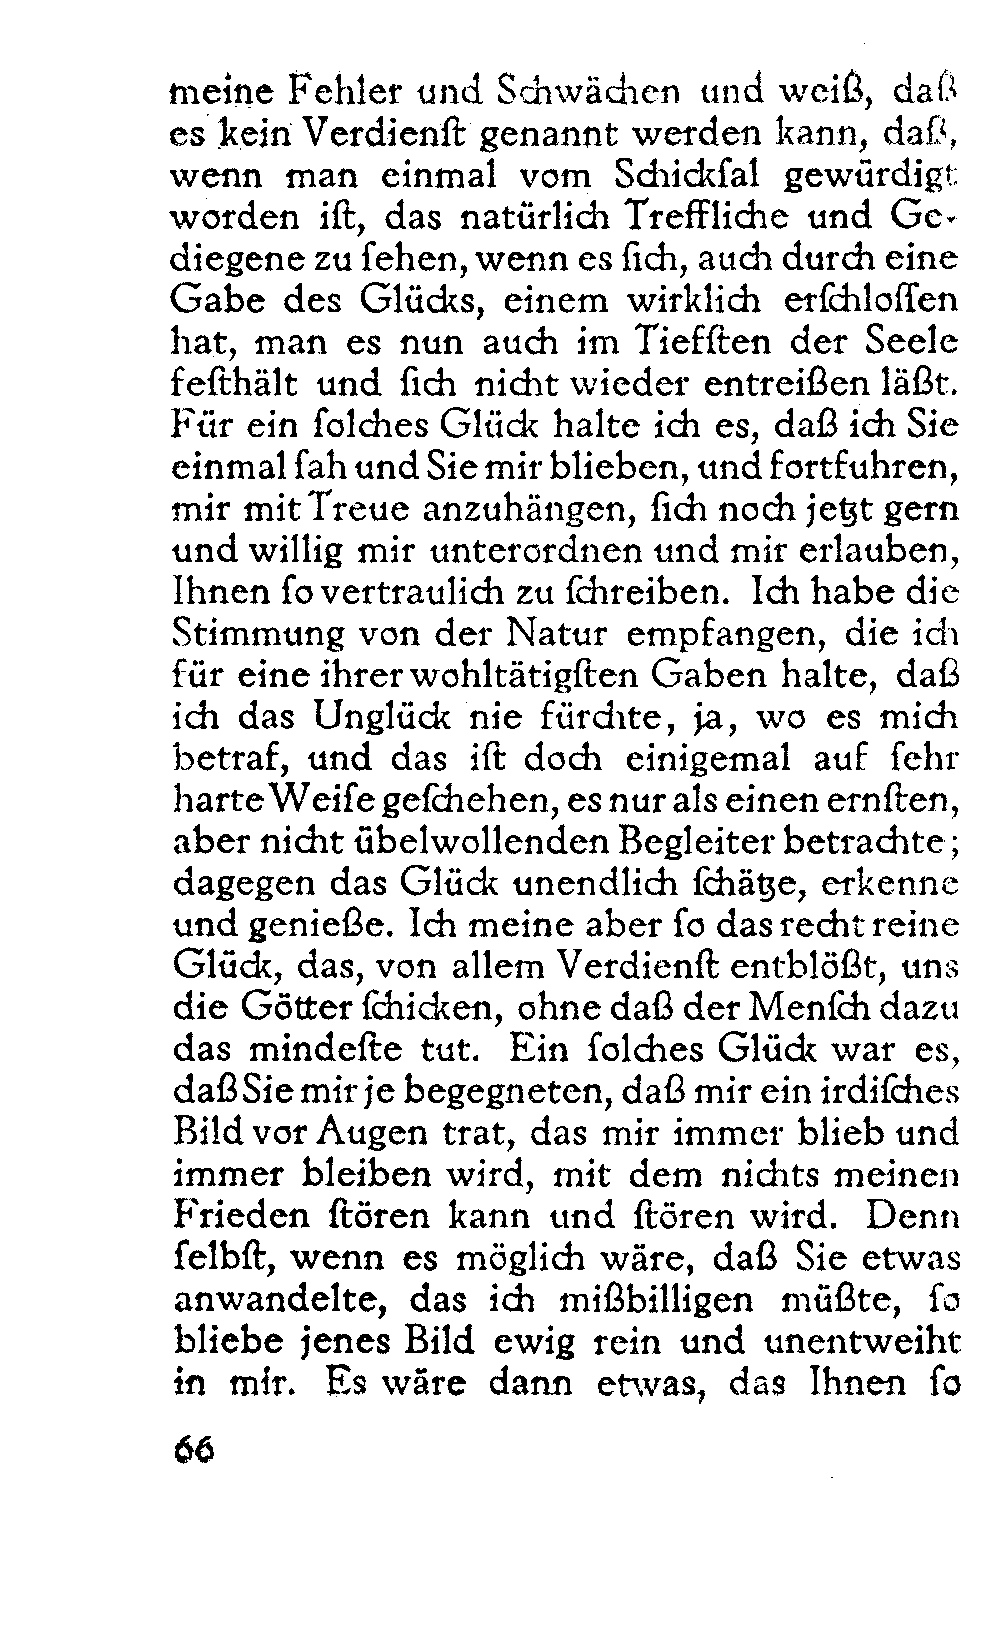 meine Fehler und Schwächen und weiß, daß
es kein Verdienſt genannt werden kann, daß,
wenn man einmal vom Schickſal gewürdigt
worden iſt, das natürlich Treffliche und Ge-
diegene zu ſehen, wenn es ſich, auch durch eine
Gabe des Glücks, einem wirklich erſchloſſen
hat, man es nun auch im Tiefſten der Seele
feſthält und ſich nicht wieder entreißen läßt.
Für ein ſolches Glück halte ich es, daß ich Sie
einmal ſah und Sie mir blieben, und fortfuhren,
mir mit Treue anzuhängen, ſich noch jetzt gern
und willig mir unterordnen und mir erlauben,
Ihnen ſo vertraulich zu ſchreiben. Ich habe die
Stimmung von der Natur empfangen, die ich
für eine ihrer wohltätigſten Gaben halte, daß
ich das Unglück nie fürchte, ja, wo es mich
betraf, und das iſt doch einigemal auf ſehr
harte Weiſe geſchehen, es nur als einen ernſten,
aber nicht übelwollenden Begleiter betrachte;
dagegen das Glück unendlich ſchätze, erkenne
und genieße. Ich meine aber ſo das recht reine
Glück, das, von allem Verdienſt entblößt, uns
die Götter ſchicken, ohne daß der Menſch dazu
das mindeſte tut. Ein ſolches Glück war es,
daß Sie mir je begegneten, daß mir ein irdiſches
Bild vor Augen trat, das mir immer blieb und
immer bleiben wird, mit dem nichts meinen
Frieden ſtören kann und ſtören wird. Denn
ſelbſt, wenn es möglich wäre, daß Sie etwas
anwandelte, das ich mißbilligen müßte, ſo
bliebe jenes Bild ewig rein und unentweiht
in mir. Es wäre dann etwas, das Ihnen ſo
66